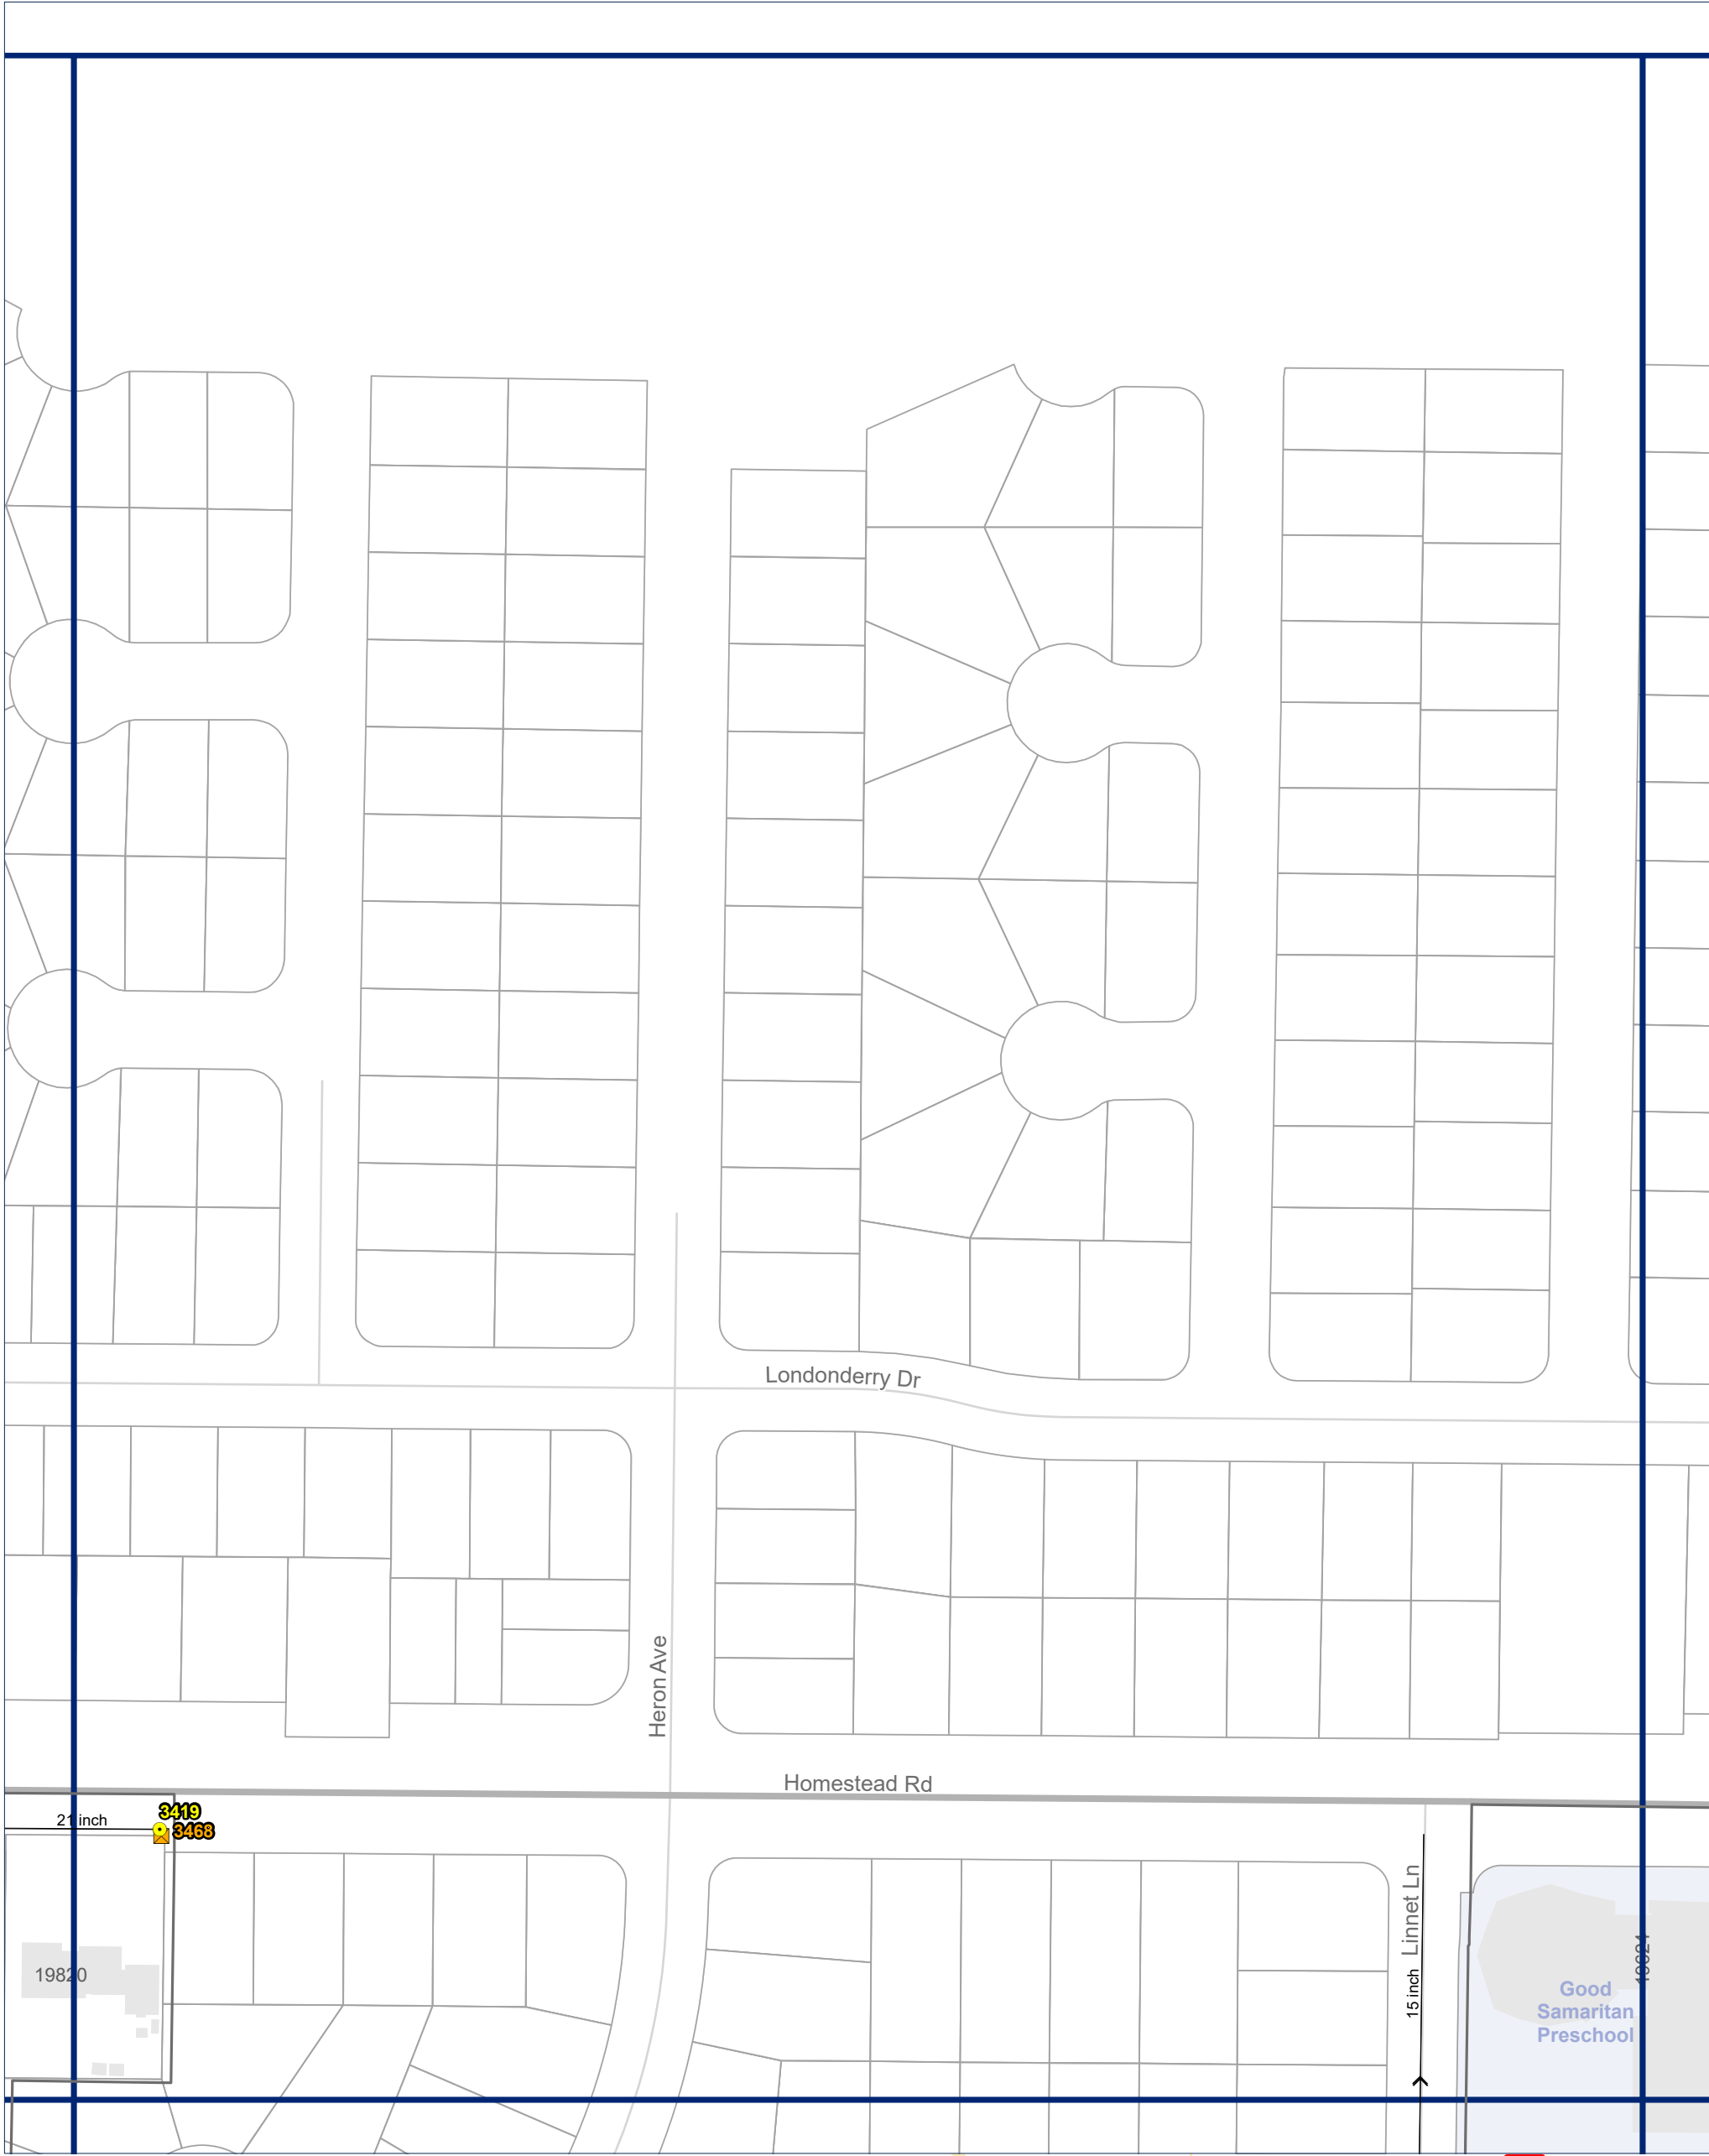 Londonderry Dr
Heron Ave
Homestead Rd
21 inch
3419
3468
Linnet Ln
15 inch
19820
Good
Samaritan
Preschool